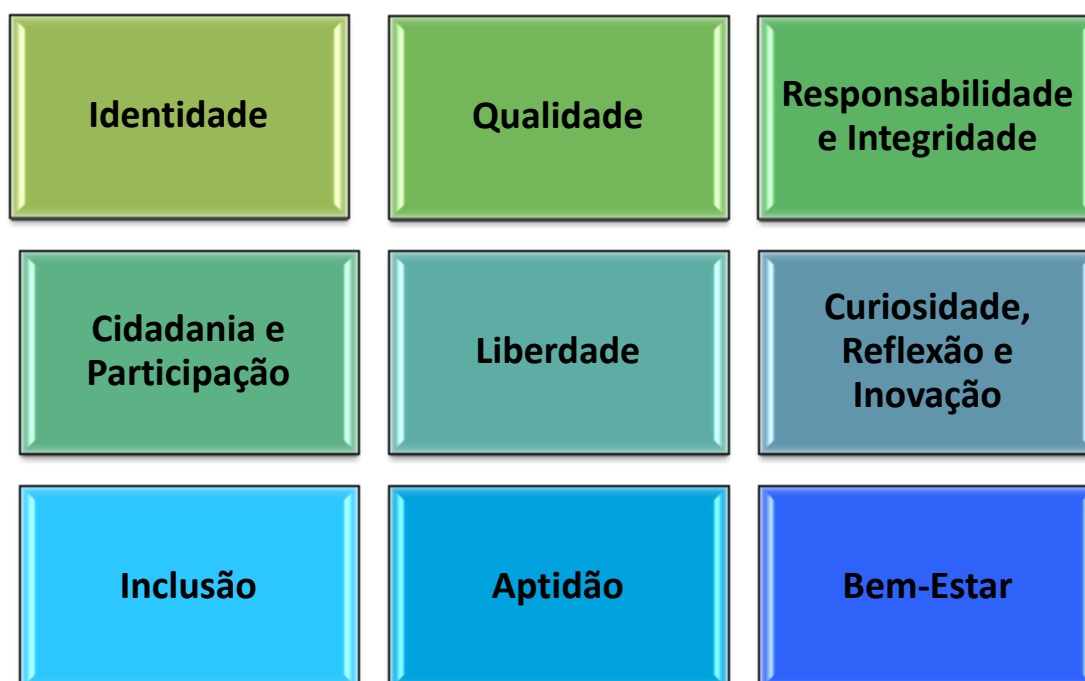 Identidade
Qualidade
Responsabilidade
e Integridade
Cidadania e
Participação
Liberdade
Curiosidade,
Reflexão e
Inovação
Inclusão
Aptidão
Bem-Estar